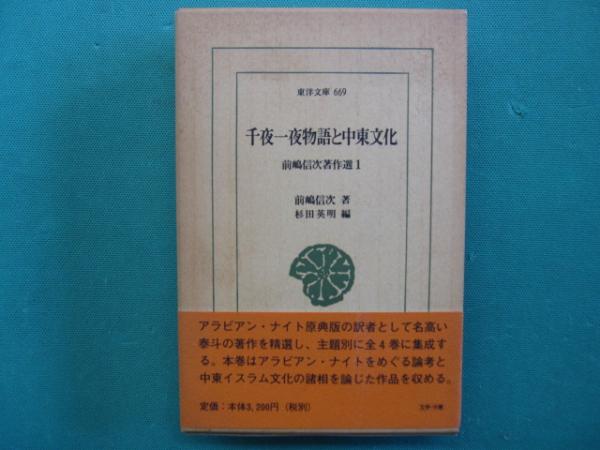 東洋文庫 669
千夜一夜物語と中東文化
前嶋信次著作選 1
前嶋信次 著
杉田英明 編
アラビアン・ナイト原典版の訳者として名高い
泰斗の著作を精選し、主題別に全4巻に集成す
る。本巻はアラビアン・ナイトをめぐる論考と
中東イスラム文化の諸相を論じた作品を収める。
定価:本体3,200円(税別)